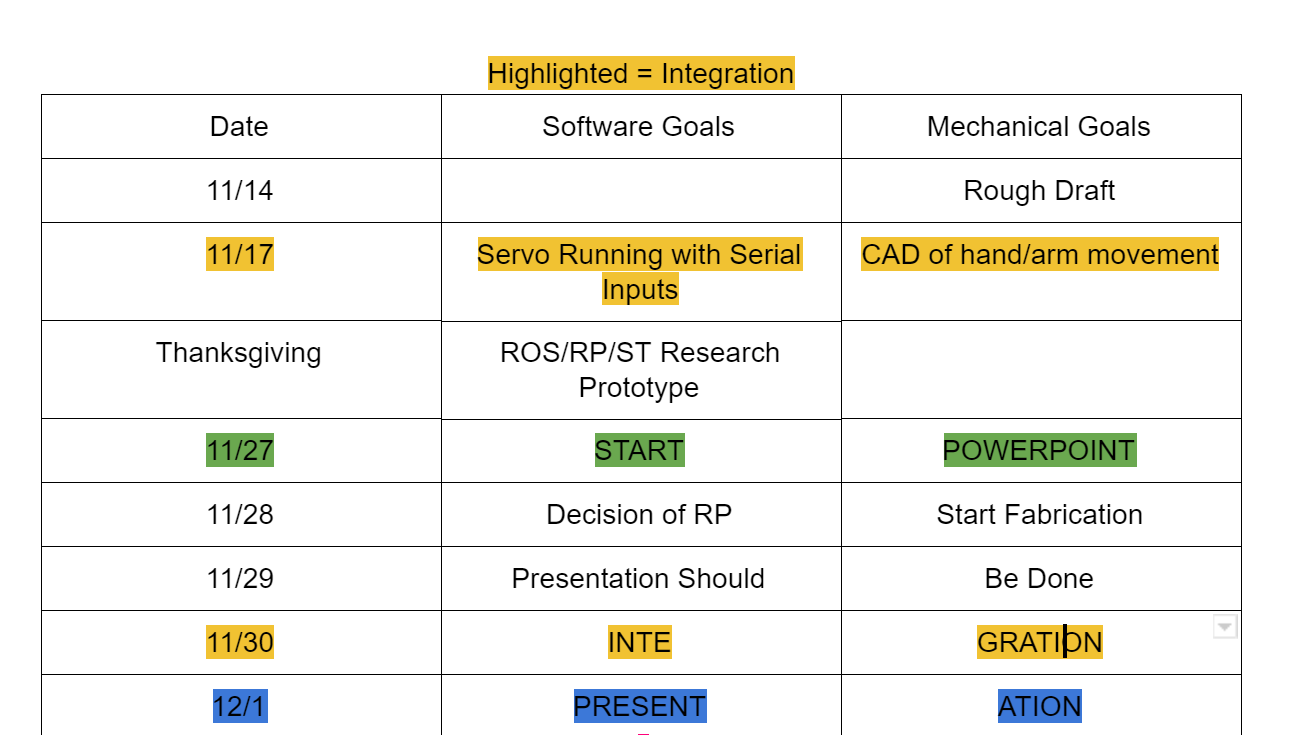 Highlighted = Integration
Date Software Goals Mechanical Goals
11/14 Rough Draft
11/17 Servo Running with Serial CAD of hand/arm movement
Inputs
Thanksgiving ROS/RP/ST Research
Prototype
11/27 START POWERPOINT
11/28 Decision of RP Start Fabrication
11/29 Presentation Should Be Done
11/30 INTE GRATION
12/1 PRESENT ATION